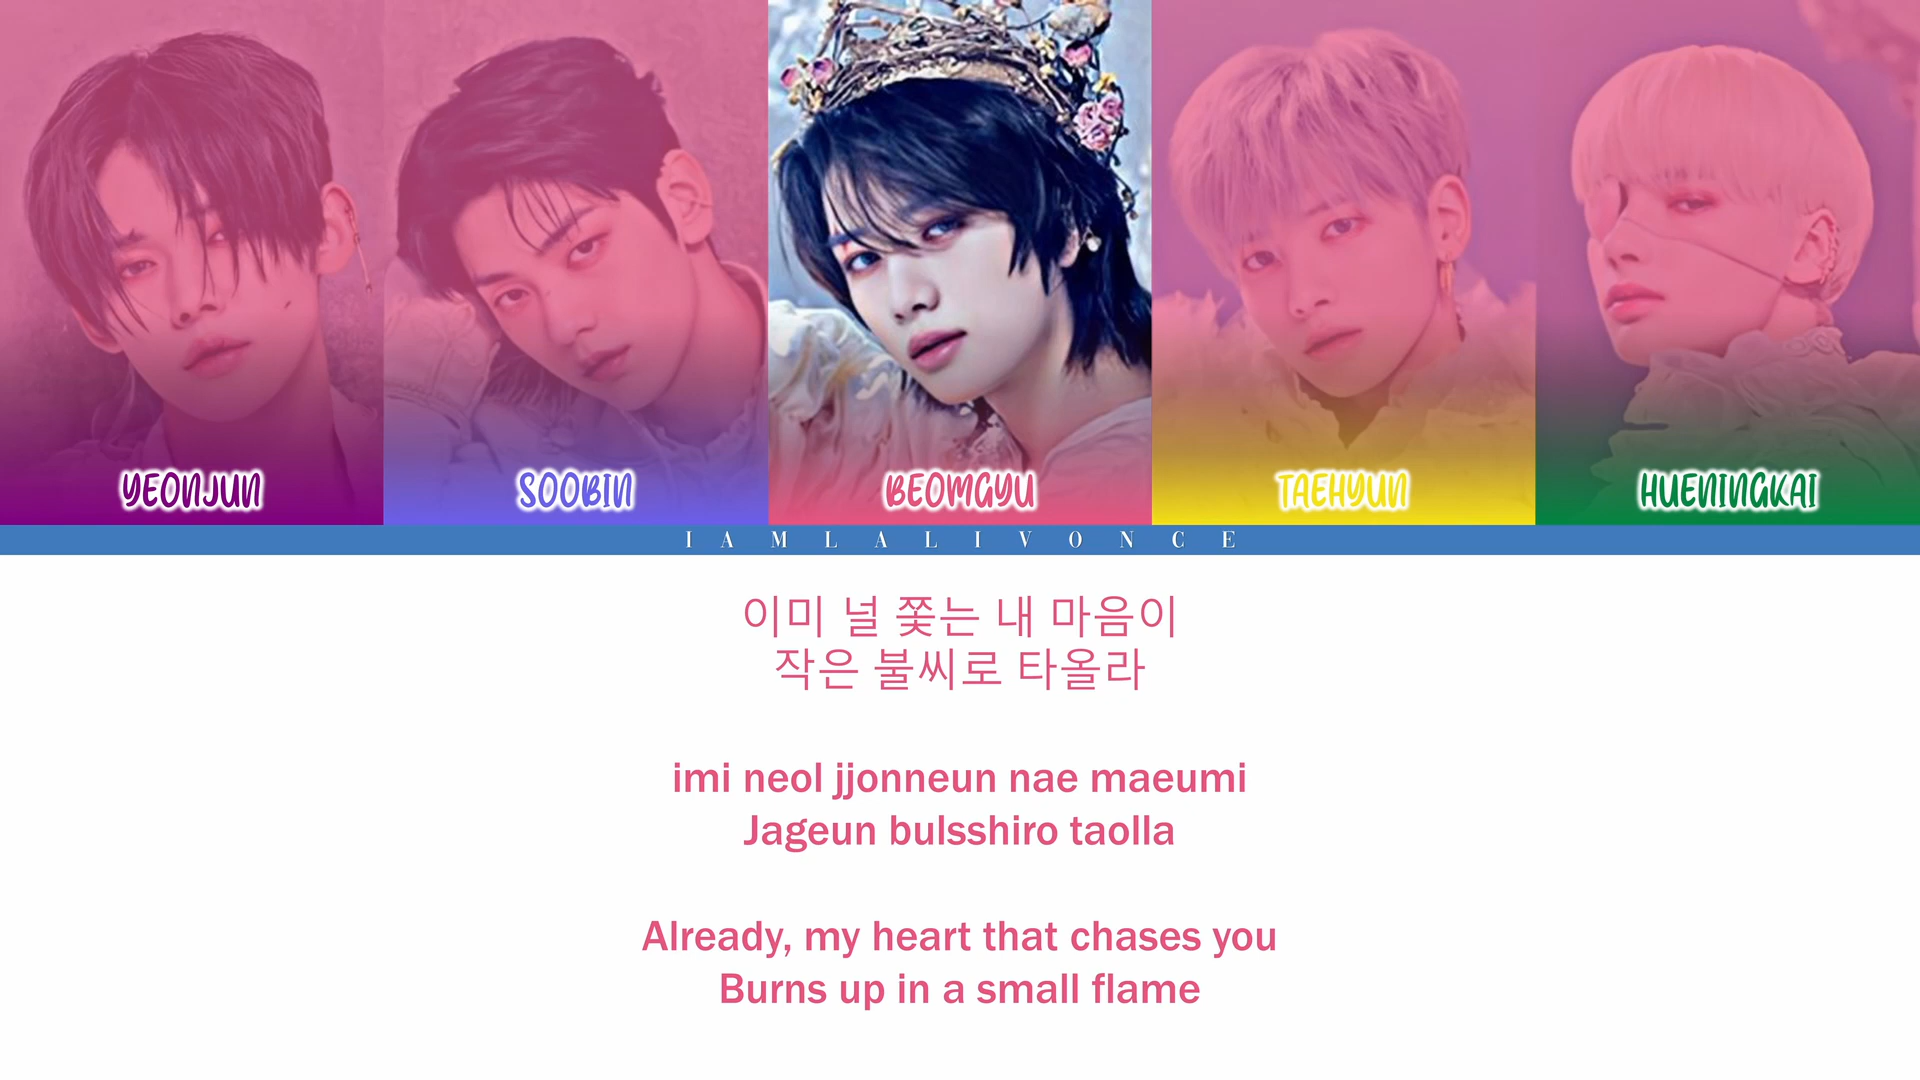 YEONJUN
SOOBIN
BEOMGYU
TAEHYUN
HUENINGKAI
IAMLALIVONCE
이미 널 쫓는 내 마음이
작은 불씨로 타올라
imi neol jjonneun nae maeumi
Jageun bulsshiro taolla
Already, my heart that chases you
Burns up in a small flame